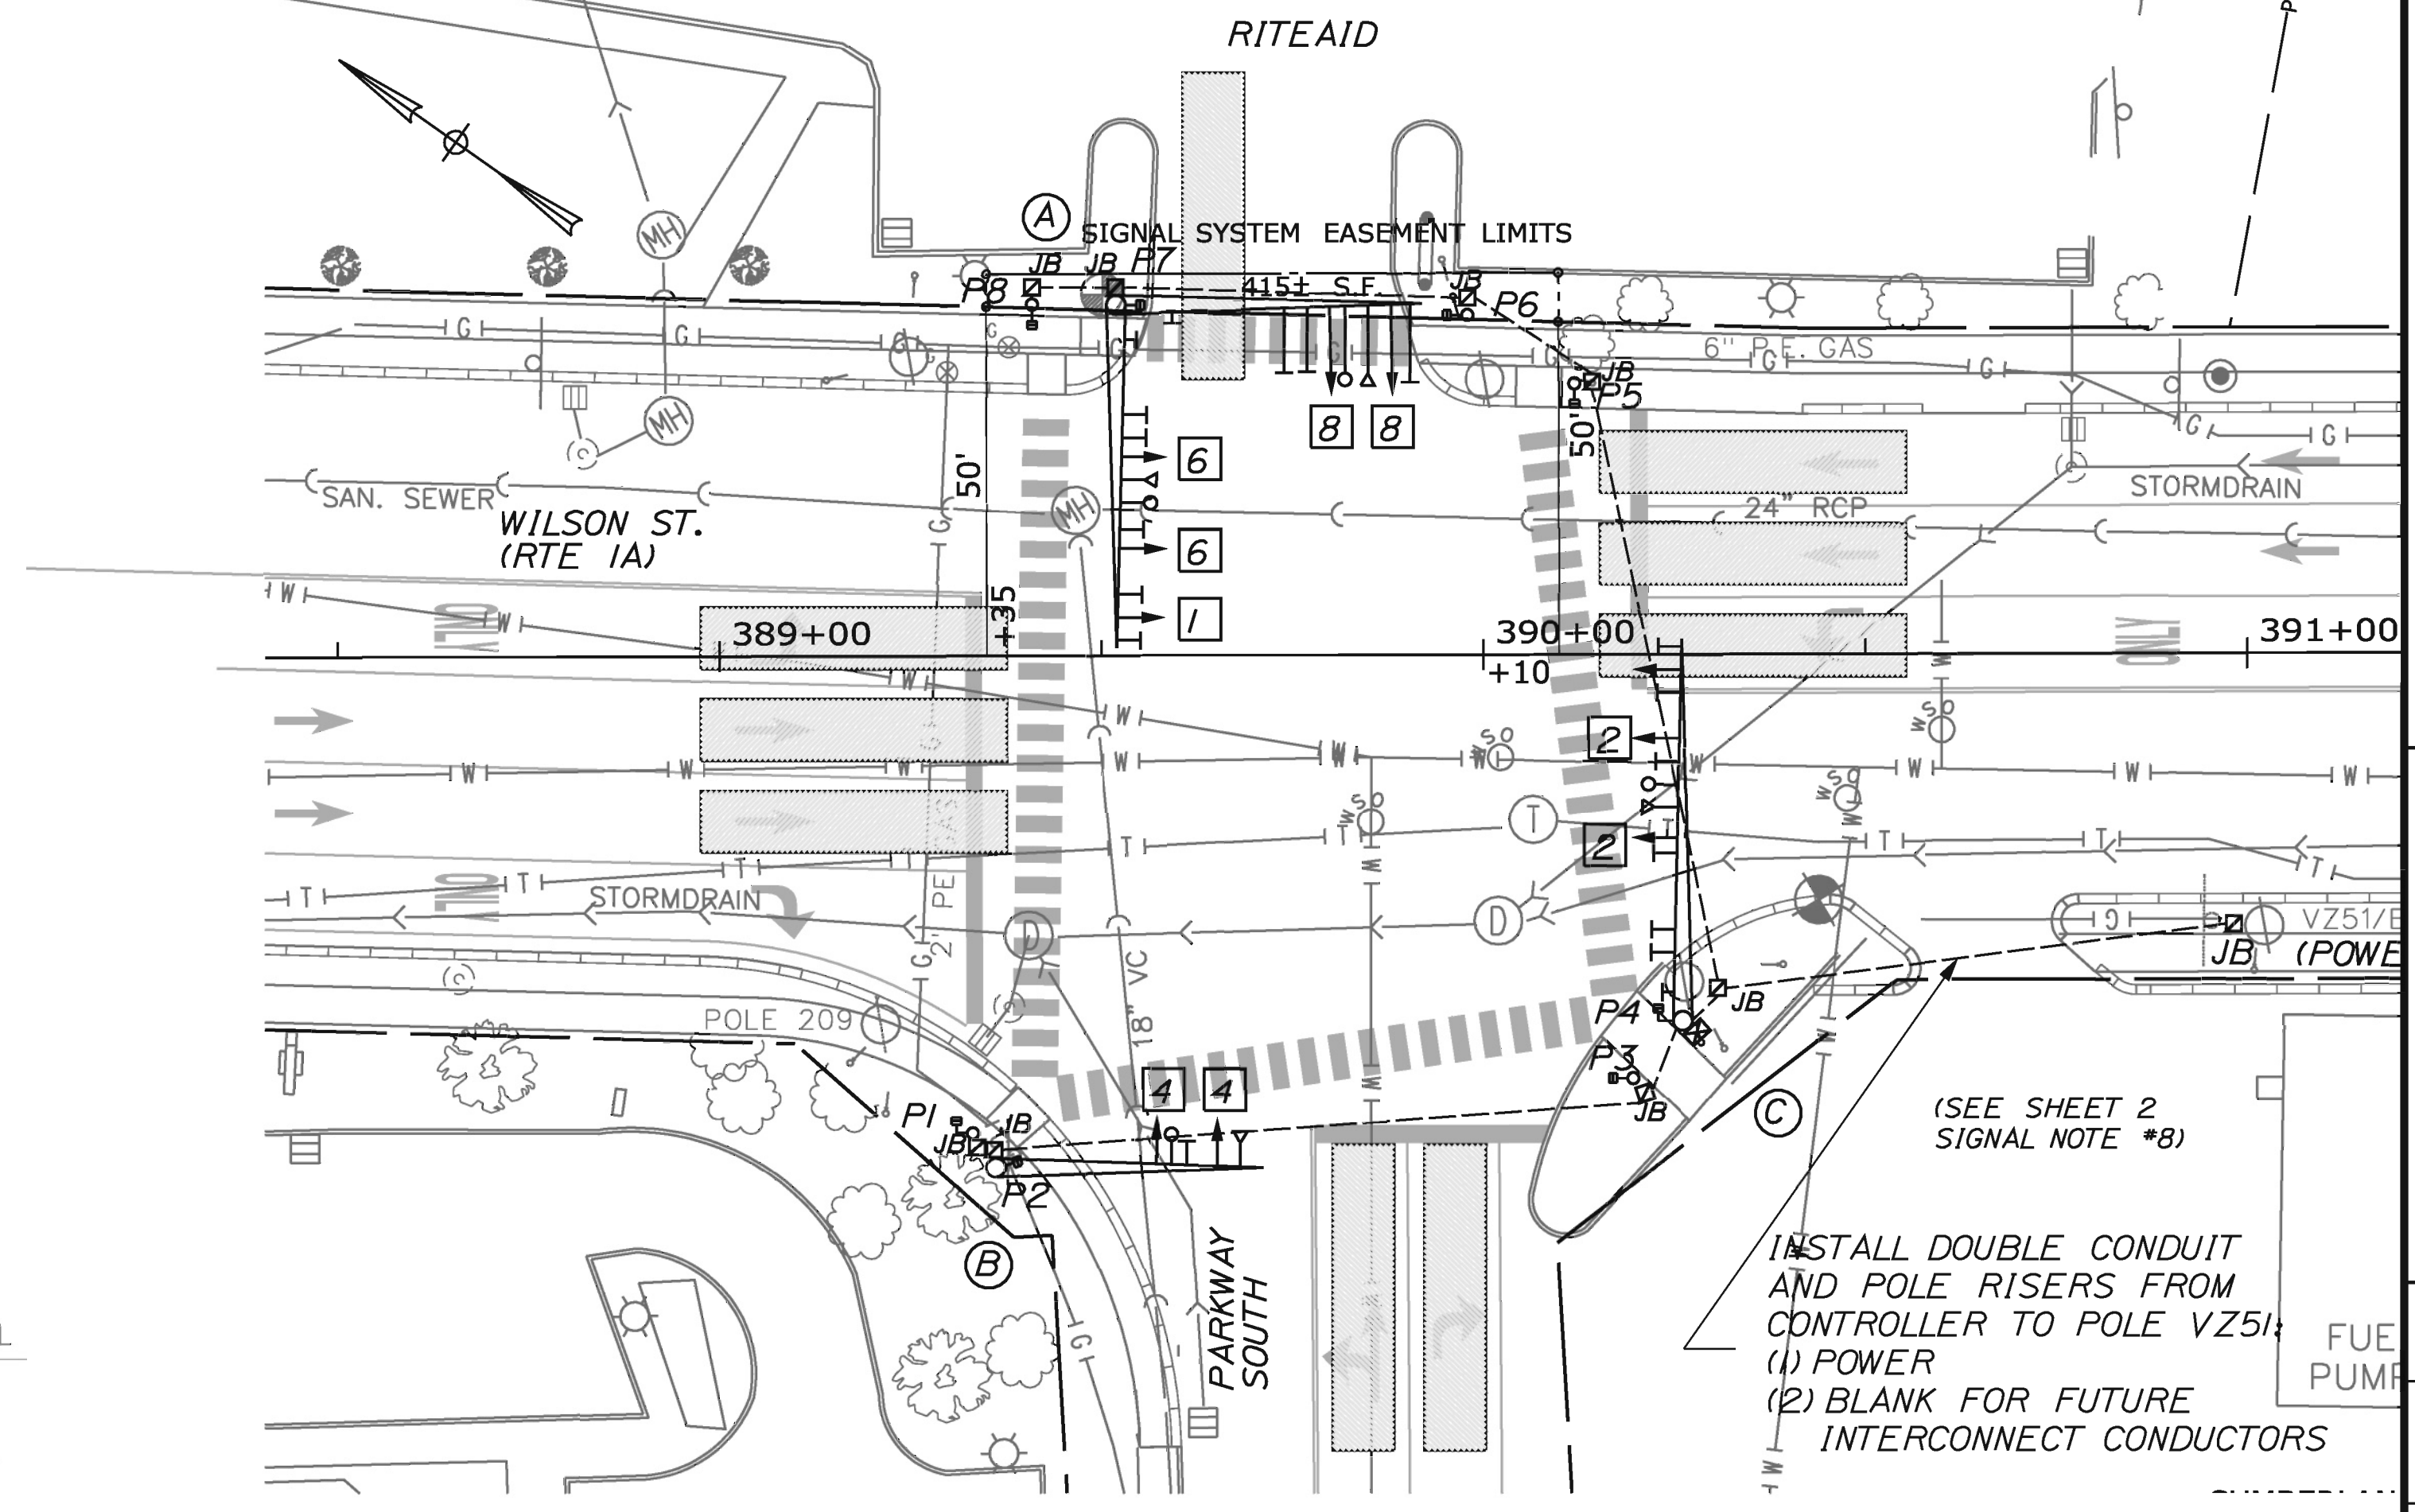 RITEAID
MH
A
SIGNAL SYSTEM EASEMENT LIMITS
JB
JB
P7
JB
P8
415± S.F.
P6
G
G
G
G
G
G
G
G
6" P.E. GAS
JB
P5
MH
8
8
G
G
50'
50'
6
SAN. SEWER
MH
STORMDRAIN
24" RCP
WILSON ST.
(RTE 1A)
G
6
W
W
ONLY
+35
1
389+00
390+00
391+00
+10
W
ONLY
W
W
2
WSO
WSO
W
W
W
W
W
W
W
W
W
W
WSO
WSO
T
T
T
2
T
T
T
T
T
T
ONLY
STORMDRAIN
2' PE
GAS
D
D
G
G
VZ51/E
JB
(POWE
18" VC
POLE 209
JB
P4
P3
W
W
W
4
4
JB
C
P1
JB
JB
P2
(SEE SHEET 2
SIGNAL NOTE #8)
B
PARKWAY
SOUTH
G
INSTALL DOUBLE CONDUIT
AND POLE RISERS FROM
CONTROLLER TO POLE VZ51:
(1) POWER
(2) BLANK FOR FUTURE
INTERCONNECT CONDUCTORS
FUE
PUMP
W
W